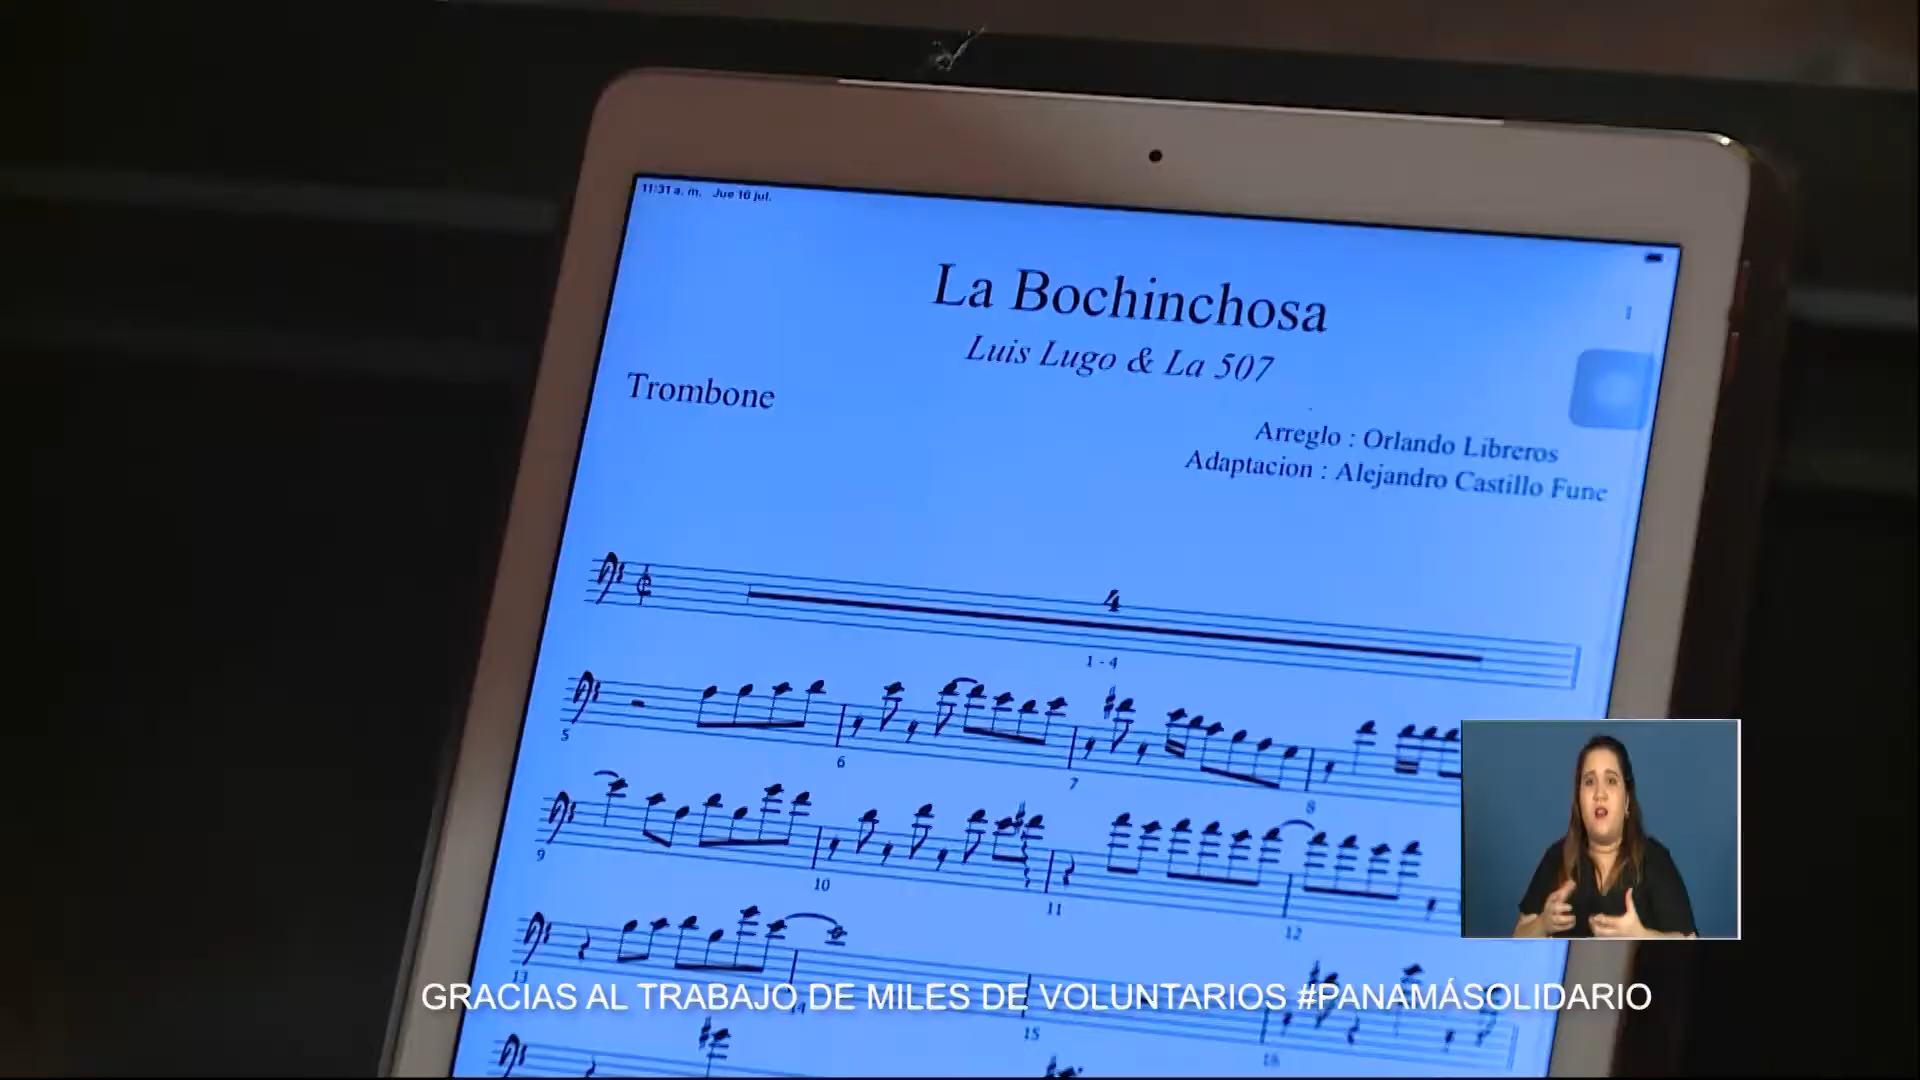 11:31 a. m. Jue 16 jul.
La Bochinchosa
1
Luis Lugo & La 507
Trombone
Arreglo : Orlando Libreros
Adaptacion : Alejandro Castillo Func
4
1 - 4
5
6
7
8
9
10
11
12
13
14
15
16
GRACIAS AL TRABAJO DE MILES DE VOLUNTARIOS #PANAMÁSOLIDARIO